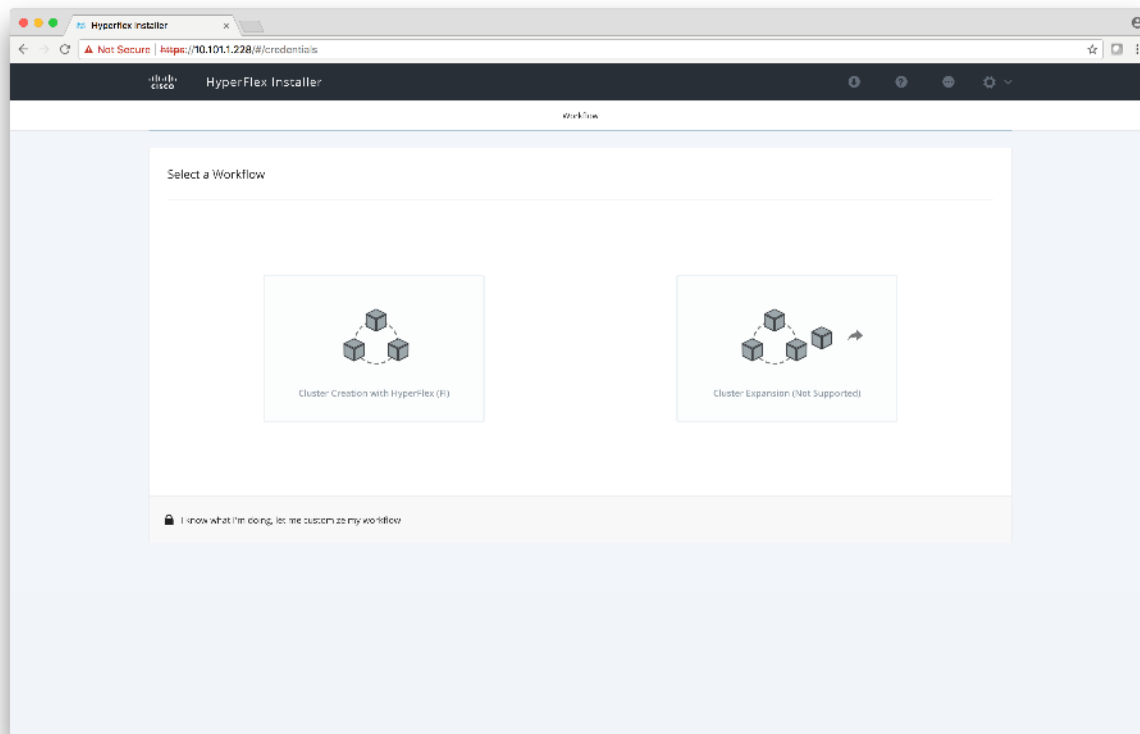 Hyperflex Installer
Not Secure | https://10.101.1.228/#/credentials
CISCO HyperFlex Installer
Workflow
Select a Workflow
Cluster Creation with HyperFlex (FI)
Cluster Expansion (Not Supported)
I know what I'm doing, let me customize my workflow